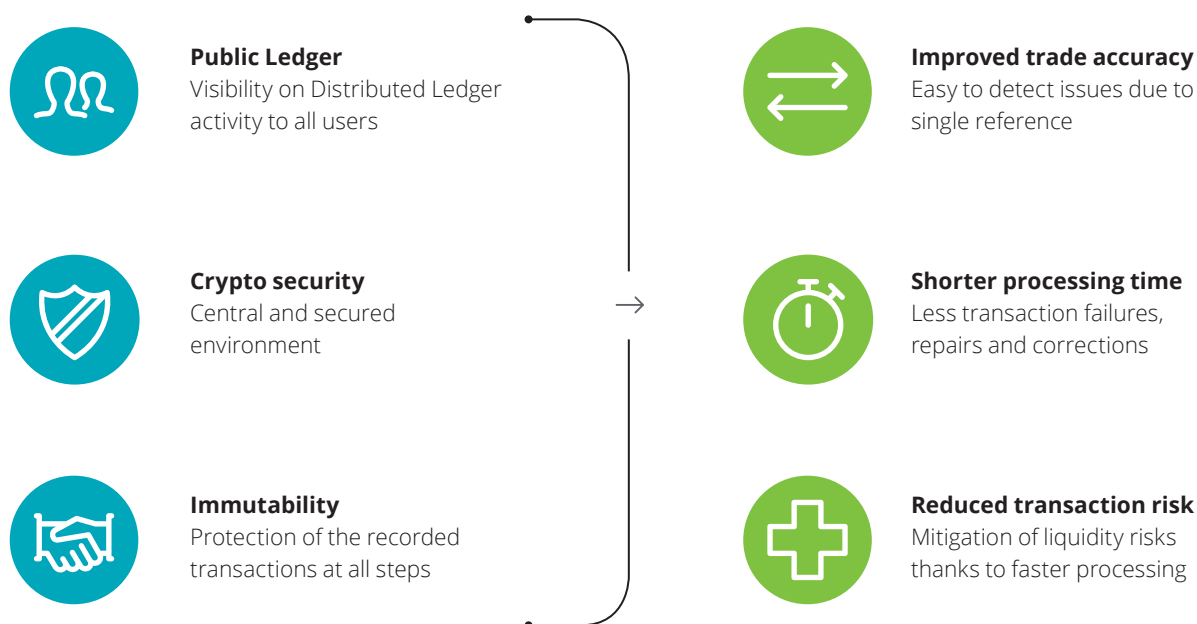 Public Ledger
Visibility on Distributed Ledger
activity to all users
Crypto security
Central and secured
environment
Immutability
Protection of the recorded
transactions at all steps
Improved trade accuracy
Easy to detect issues due to
single reference
Shorter processing time
Less transaction failures,
repairs and corrections
Reduced transaction risk
Mitigation of liquidity risks
thanks to faster processing